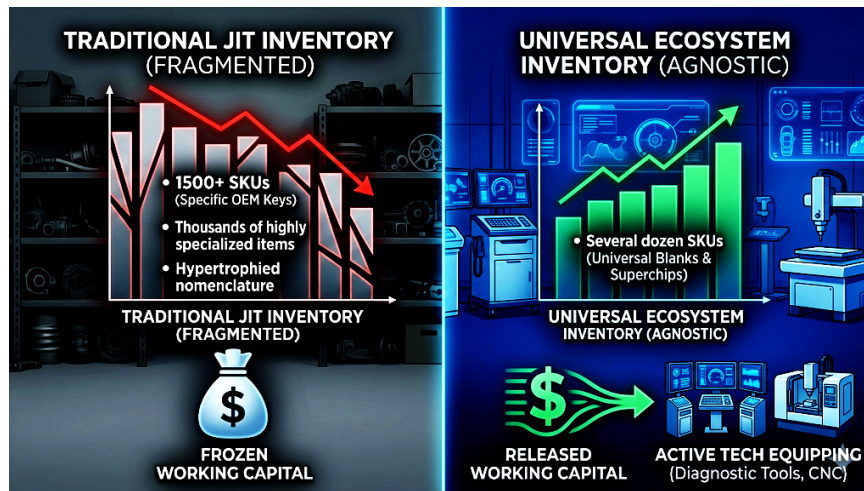 TRADITIONAL JIT INVENTORY
(FRAGMENTED)
• 1500+ SKUs
(Specific OEM Keys)
• Thousands of highly
specialized items
• Hypertrophied
nomenclature
TRADITIONAL JIT INVENTORY
(FRAGMENTED)
$
FROZEN
WORKING CAPITAL
UNIVERSAL ECOSYSTEM
INVENTORY (AGNOSTIC)
• Several dozen SKUs
(Universal Blanks &
Superchips)
UNIVERSAL ECOSYSTEM
INVENTORY (AGNOSTIC)
$
RELEASED
WORKING CAPITAL
ACTIVE TECH EQUIPPING
(Diagnostic Tools, CNC)